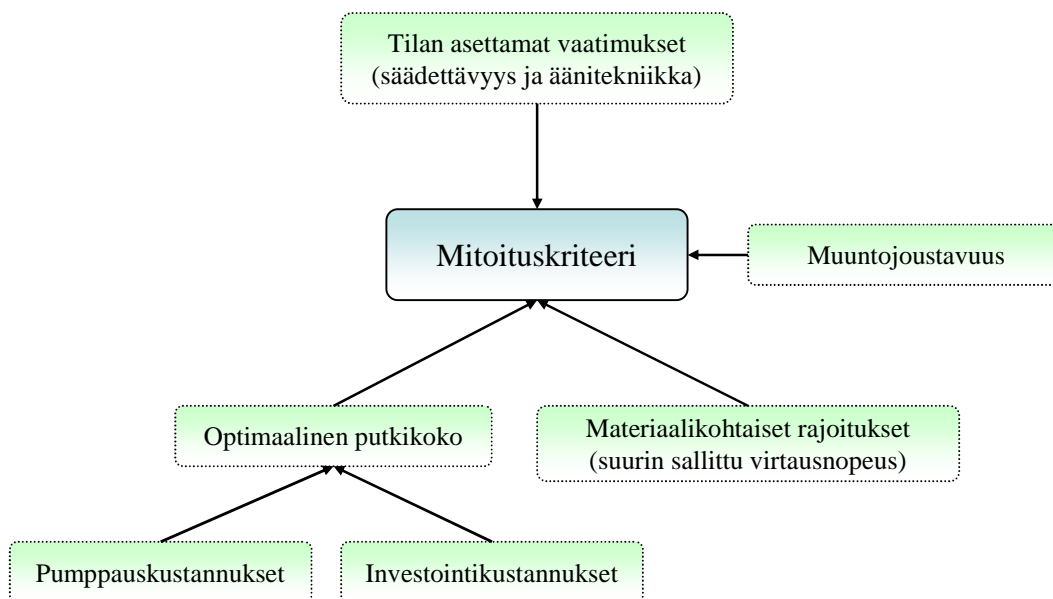 Tilan asettamat vaatimukset
(säädettävyys ja äänitekniikka)
Mitoituskriteeri
Muuntojoustavuus
Optimaalinen putkikoko
Materiaalikohtaiset rajoitukset
(suurin sallittu virtausnopeus)
Pumppauskustannukset
Investointikustannukset